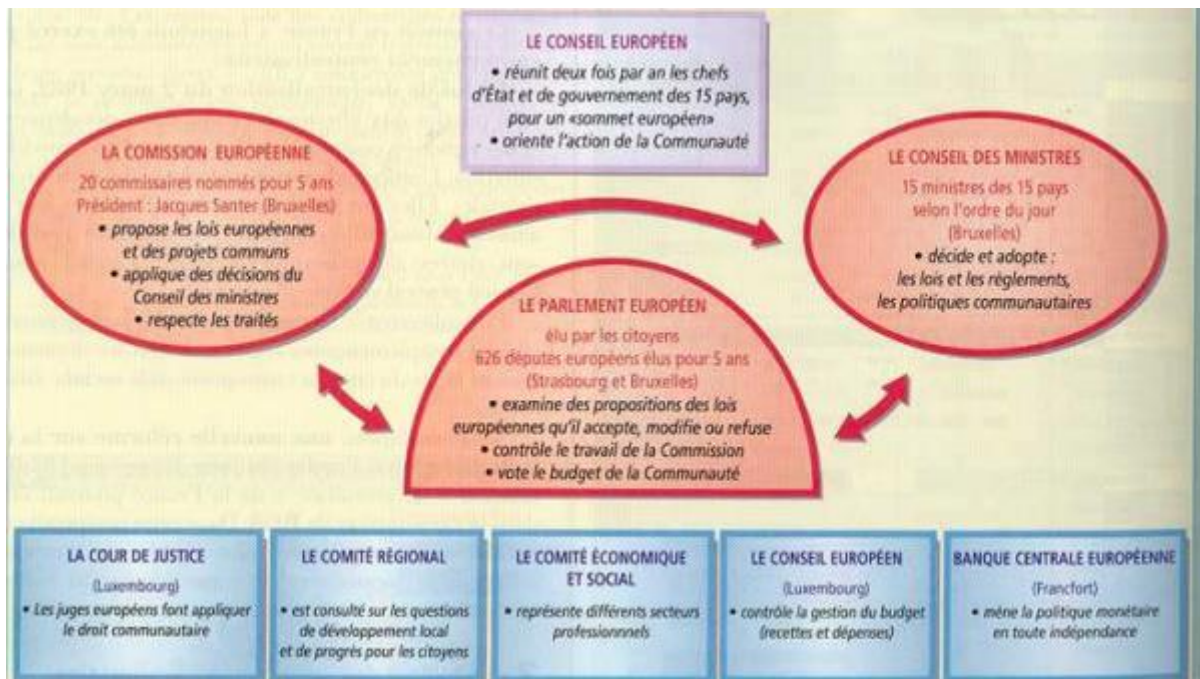 LE CONSEIL EUROPÉEN
• réunit deux fois par an les chefs
d'État et de gouvernement des 15 pays,
pour un «sommet européen»
• oriente l'action de la Communauté
LA COMISSION EUROPÉENNE
20 commissaires nommés pour 5 ans
Président : Jacques Santer (Bruxelles)
• propose les lois européennes
et des projets communs
• applique des décisions du
Conseil des ministres
• respecte les traités
LE CONSEIL DES MINISTRES
15 ministres des 15 pays
selon l'ordre du jour
(Bruxelles)
• décide et adopte :
les lois et les réglements,
les politiques communautaires
LE PARLEMENT EUROPÉEN
élu par les citoyens
626 députes européens élus pour 5 ans
(Strasbourg et Bruxelles)
• examine des propositions des lois
européennes qu'il accepte, modifie ou refuse
• contrôle le travail de la Commission
• vote le budget de la Communauté
LA COUR DE JUSTICE
(Luxembourg)
• Les juges européens font appliquer
le droit communautaire
LE COMITÉ RÉGIONAL
• est consulté sur les questions
de développement local
et de progrès pour les citoyens
LE COMITÉ ÉCONOMIQUE
ET SOCIAL
• représente différents secteurs
professionnnels
LE CONSEIL EUROPÉEN
(Luxembourg)
• contrôle la gestion du budget
(recettes et dépenses)
BANQUE CENTRALE EUROPÉENNE
(Francfort)
• mène la politique monétaire
en toute indépendance